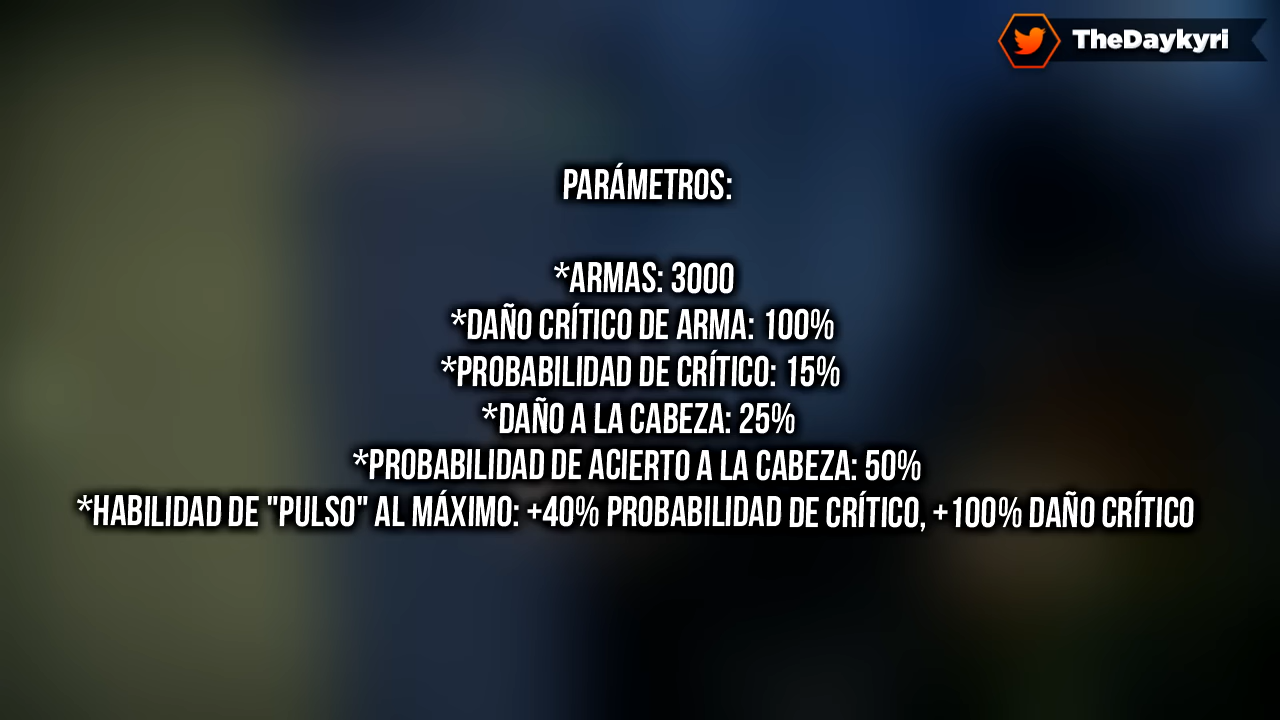 TheDaykyri
PARÁMETROS:
*ARMAS: 3000
*DAÑO CRÍTICO DE ARMA: 100%
*PROBABILIDAD DE CRÍTICO: 15%
*DAÑO A LA CABEZA: 25%
*PROBABILIDAD DE ACIERTO A LA CABEZA: 50%
*HABILIDAD DE "PULSO" AL MÁXIMO: +40% PROBABILIDAD DE CRÍTICO, +100% DAÑO CRÍTICO